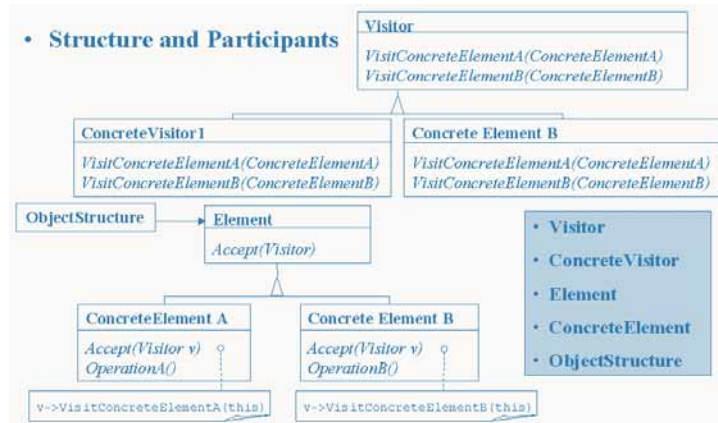 • Structure and Participants
Visitor
VisitConcreteElementA(ConcreteElementA)
VisitConcreteElementB(ConcreteElementB)
ConcreteVisitor1
VisitConcreteElementA(ConcreteElementA)
VisitConcreteElementB(ConcreteElementB)
Concrete Element B
VisitConcreteElementA(ConcreteElementA)
VisitConcreteElementB(ConcreteElementB)
ObjectStructure
Element
Accept(Visitor)
• Visitor
• ConcreteVisitor
• Element
• ConcreteElement
• ObjectStructure
ConcreteElement A
Accept(Visitor v)
OperationA()
Concrete Element B
Accept(Visitor v)
OperationB()
v->VisitConcreteElementA(this)
v->VisitConcreteElementB(this)